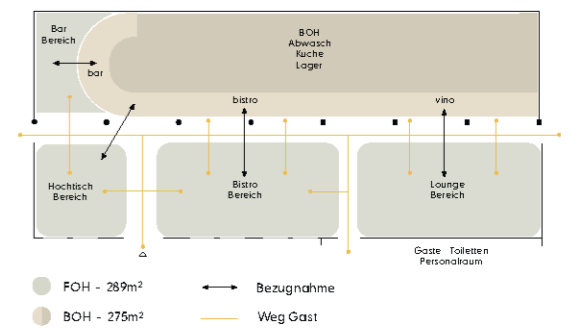 Bar
Bereich
BOH
Abwasch
Kuche
Lager
bar
bistro
vino
Hochtisch
Bereich
Bistro
Bereich
Lounge
Bereich
Gaste Toiletten
Personalraum
FOH - 289m²
Bezugnahme
BOH - 275m²
Weg Gast